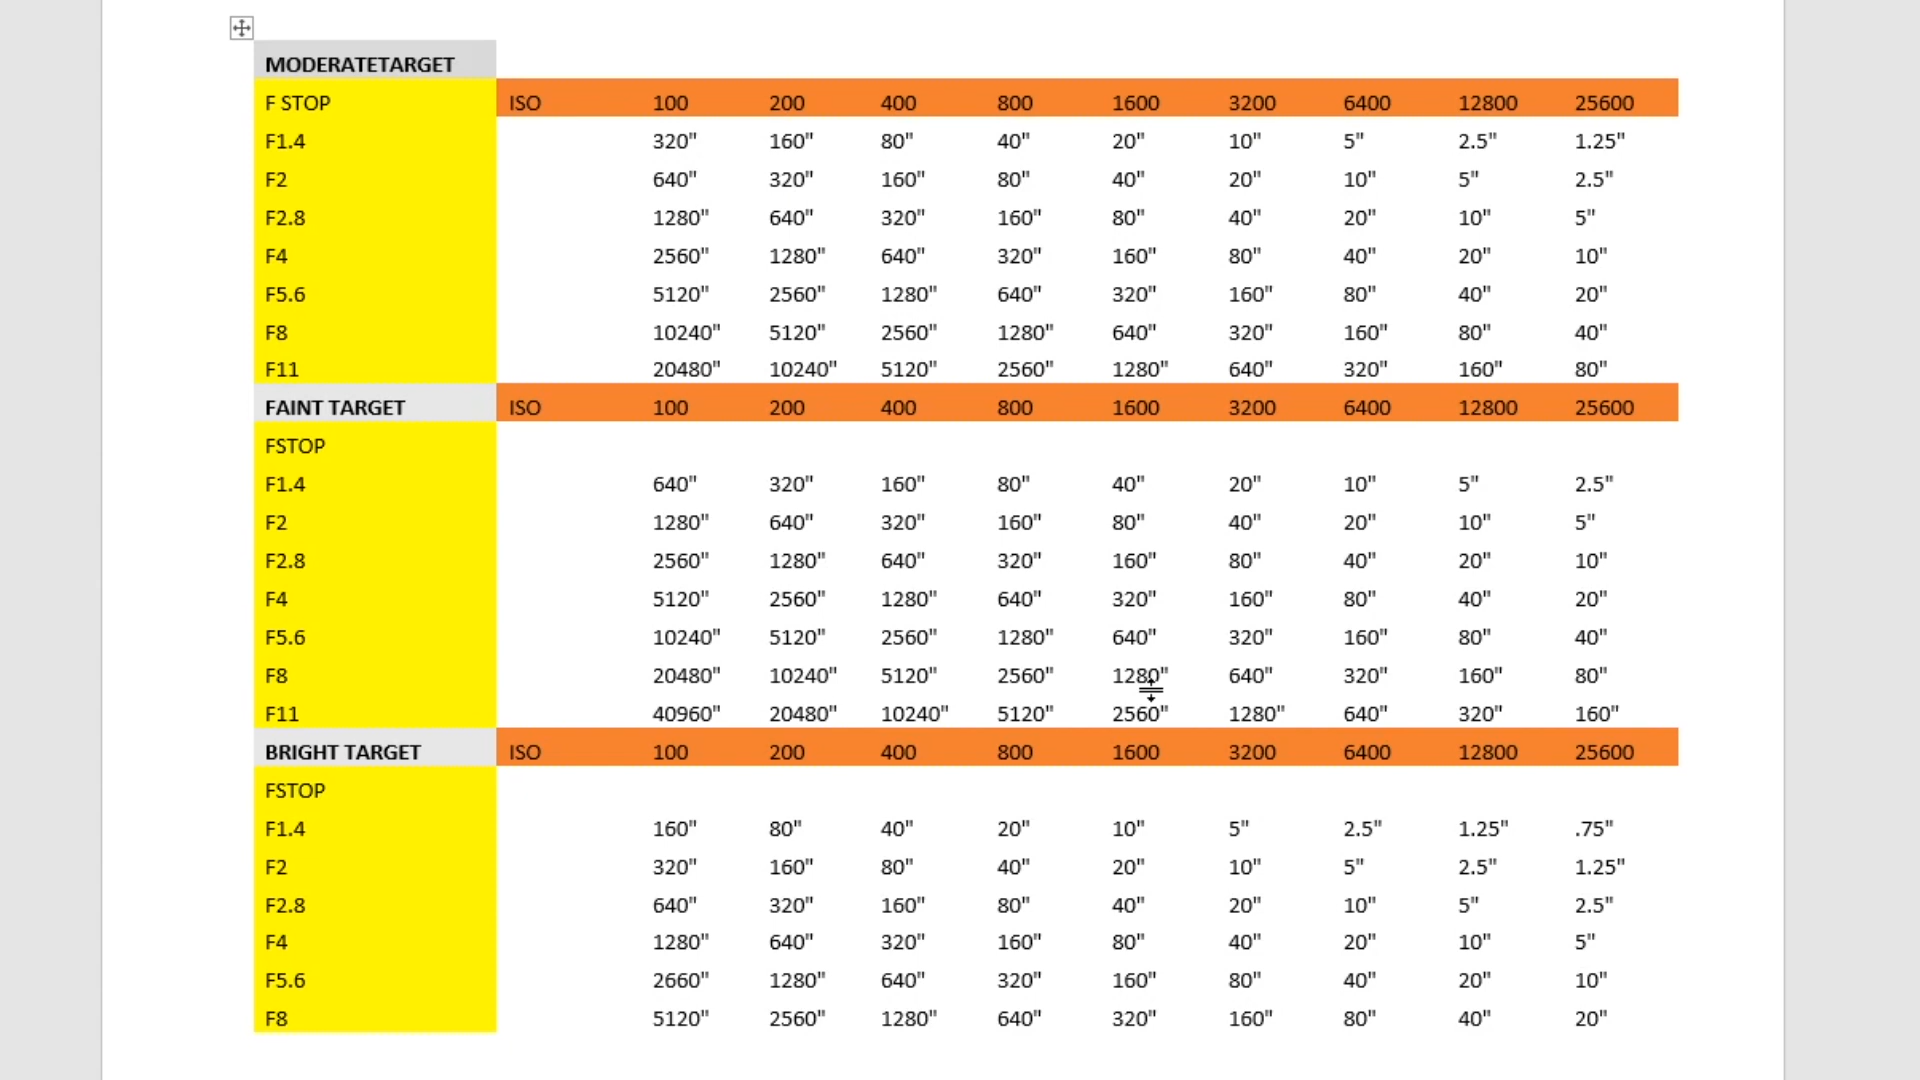 MODERATETARGET
F STOP ISO 100 200 400 800 1600 3200 6400 12800 25600
F1.4 320" 160" 80" 40" 20" 10" 5" 2.5" 1.25"
F2 640" 320" 160" 80" 40" 20" 10" 5" 2.5"
F2.8 1280" 640" 320" 160" 80" 40" 20" 10" 5"
F4 2560" 1280" 640" 320" 160" 80" 40" 20" 10"
F5.6 5120" 2560" 1280" 640" 320" 160" 80" 40" 20"
F8 10240" 5120" 2560" 1280" 640" 320" 160" 80" 40"
F11 20480" 10240" 5120" 2560" 1280" 640" 320" 160" 80"
FAINT TARGET ISO 100 200 400 800 1600 3200 6400 12800 25600
FSTOP
F1.4 640" 320" 160" 80" 40" 20" 10" 5" 2.5"
F2 1280" 640" 320" 160" 80" 40" 20" 10" 5"
F2.8 2560" 1280" 640" 320" 160" 80" 40" 20" 10"
F4 5120" 2560" 1280" 640" 320" 160" 80" 40" 20"
F5.6 10240" 5120" 2560" 1280" 640" 320" 160" 80" 40"
F8 20480" 10240" 5120" 2560" 1280" 640" 320" 160" 80"
F11 40960" 20480" 10240" 5120" 2560" 1280" 640" 320" 160"
BRIGHT TARGET ISO 100 200 400 800 1600 3200 6400 12800 25600
FSTOP
F1.4 160" 80" 40" 20" 10" 5" 2.5" 1.25" .75"
F2 320" 160" 80" 40" 20" 10" 5" 2.5" 1.25"
F2.8 640" 320" 160" 80" 40" 20" 10" 5" 2.5"
F4 1280" 640" 320" 160" 80" 40" 20" 10" 5"
F5.6 2660" 1280" 640" 320" 160" 80" 40" 20" 10"
F8 5120" 2560" 1280" 640" 320" 160" 80" 40" 20"